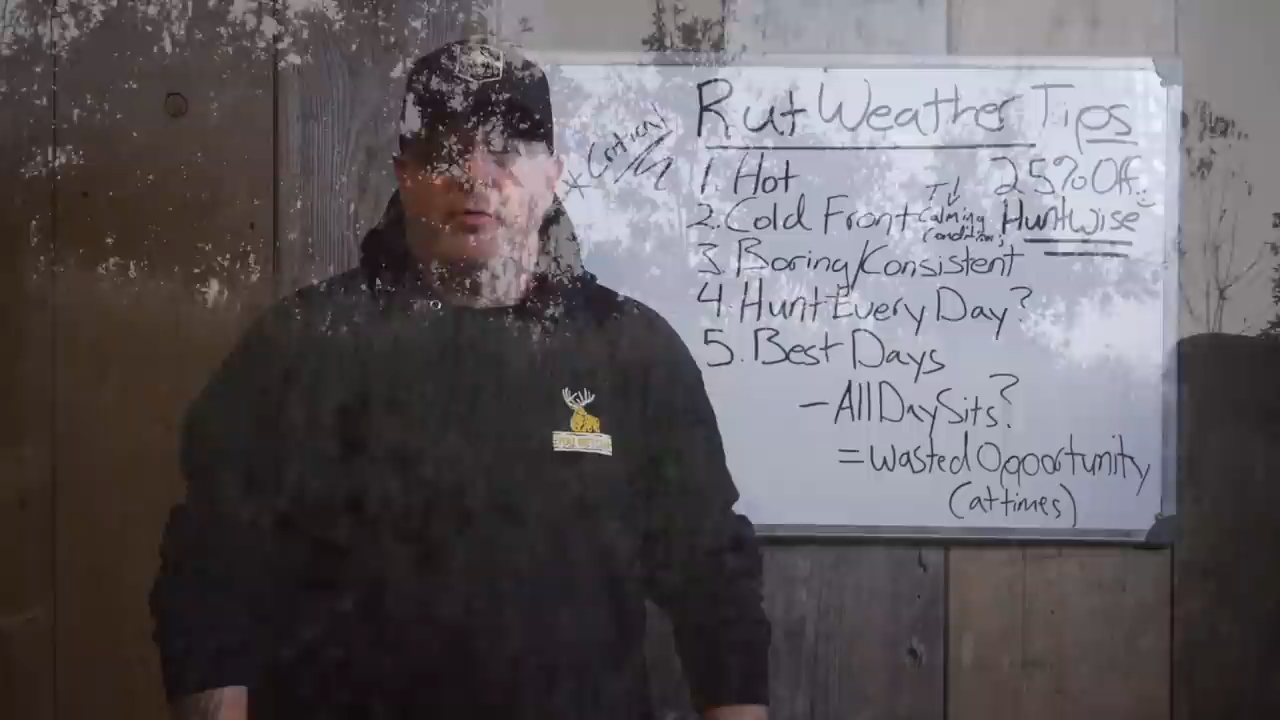 Rut Weather Tips
*Critical
1. Hot
25% Off
2. Cold Front
T↓
Calming
Conditions
Huntwise
3. Boring/Consistent
4. Hunt Every Day?
5. Best Days
- All Day Sits?
= Wasted Opportunity
(at times)